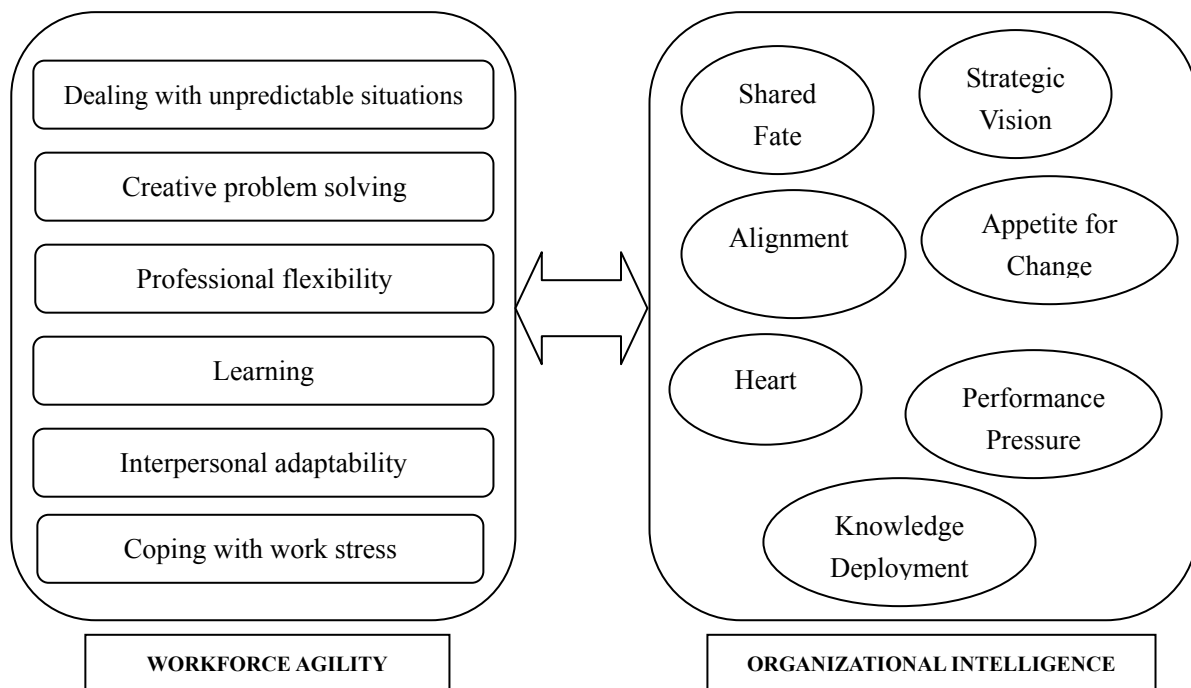 Dealing with unpredictable situations
Creative problem solving
Professional flexibility
Learning
Interpersonal adaptability
Coping with work stress
WORKFORCE AGILITY
Shared
Fate
Strategic
Vision
Alignment
Appetite for
Change
Heart
Performance
Pressure
Knowledge
Deployment
ORGANIZATIONAL INTELLIGENCE